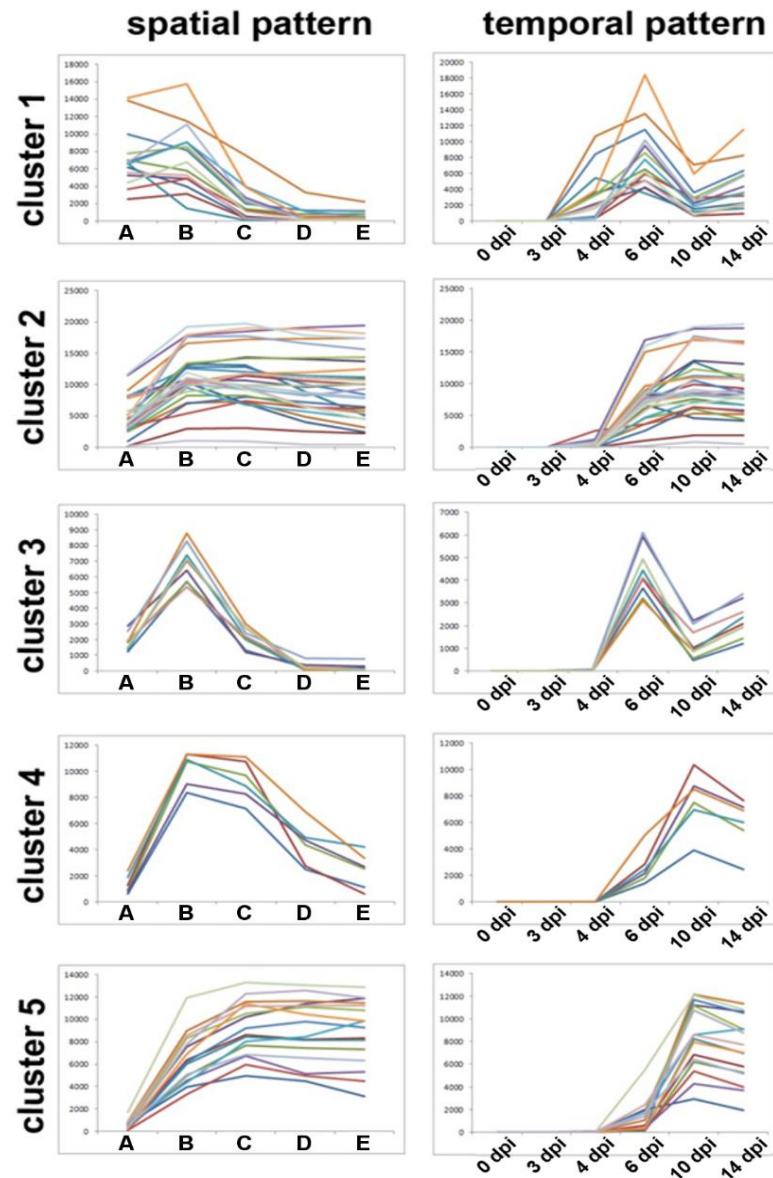 spatial pattern temporal pattern
cluster 1
18000 16000 14000 12000 10000 8000 6000 4000 2000 0
A B C D E
20000 18000 16000 14000 12000 10000 8000 6000 4000 2000 0
0 dpi 3 dpi 4 dpi 6 dpi 10 dpi 14 dpi
cluster 2
25000 20000 15000 10000 5000 0
A B C D E
25000 20000 15000 10000 5000 0
0 dpi 3 dpi 4 dpi 6 dpi 10 dpi 14 dpi
cluster 3
10000 9000 8000 7000 6000 5000 4000 3000 2000 1000 0
A B C D E
7000 6000 5000 4000 3000 2000 1000 0
0 dpi 3 dpi 4 dpi 6 dpi 10 dpi 14 dpi
cluster 4
12000 10000 8000 6000 4000 2000 0
A B C D E
12000 10000 8000 6000 4000 2000 0
0 dpi 3 dpi 4 dpi 6 dpi 10 dpi 14 dpi
cluster 5
14000 12000 10000 8000 6000 4000 2000 0
A B C D E
14000 12000 10000 8000 6000 4000 2000 0
0 dpi 3 dpi 4 dpi 6 dpi 10 dpi 14 dpi